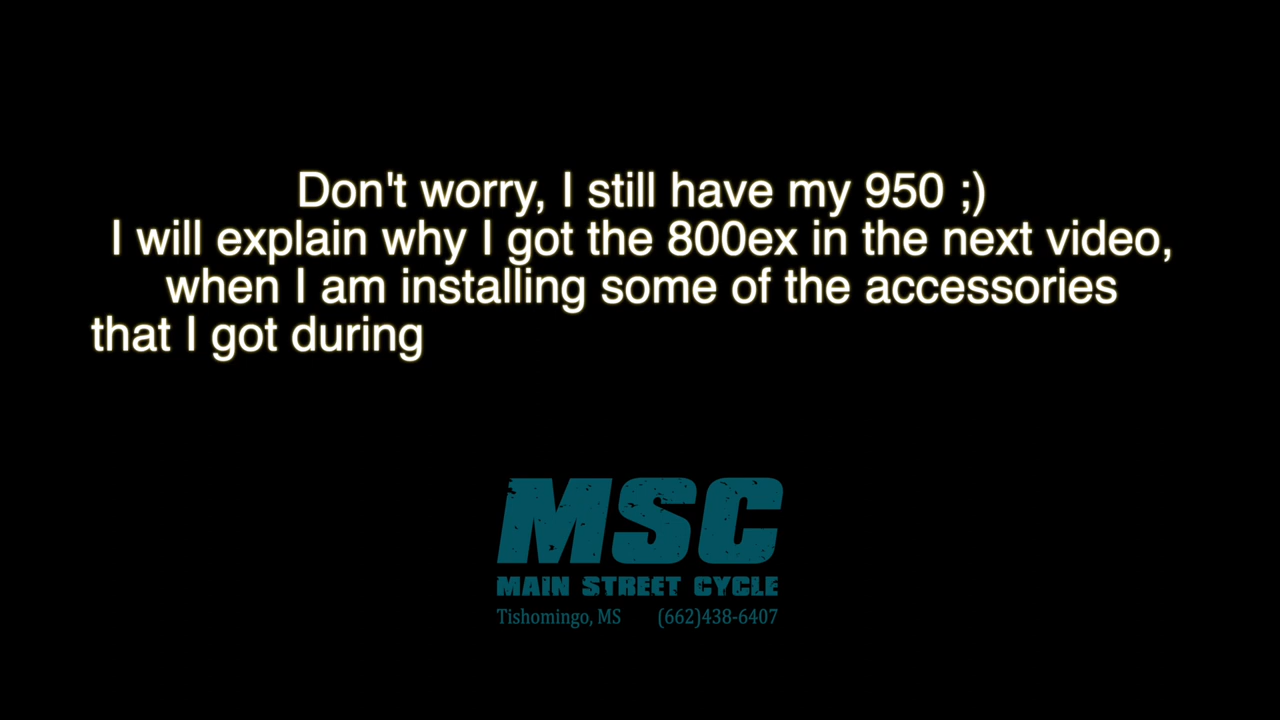 Don't worry, I still have my 950 ;)
I will explain why I got the 800ex in the next video,
when I am installing some of the accessories
that I got during
MSC
MAIN STREET CYCLE
Tishomingo, MS (662)438-6407